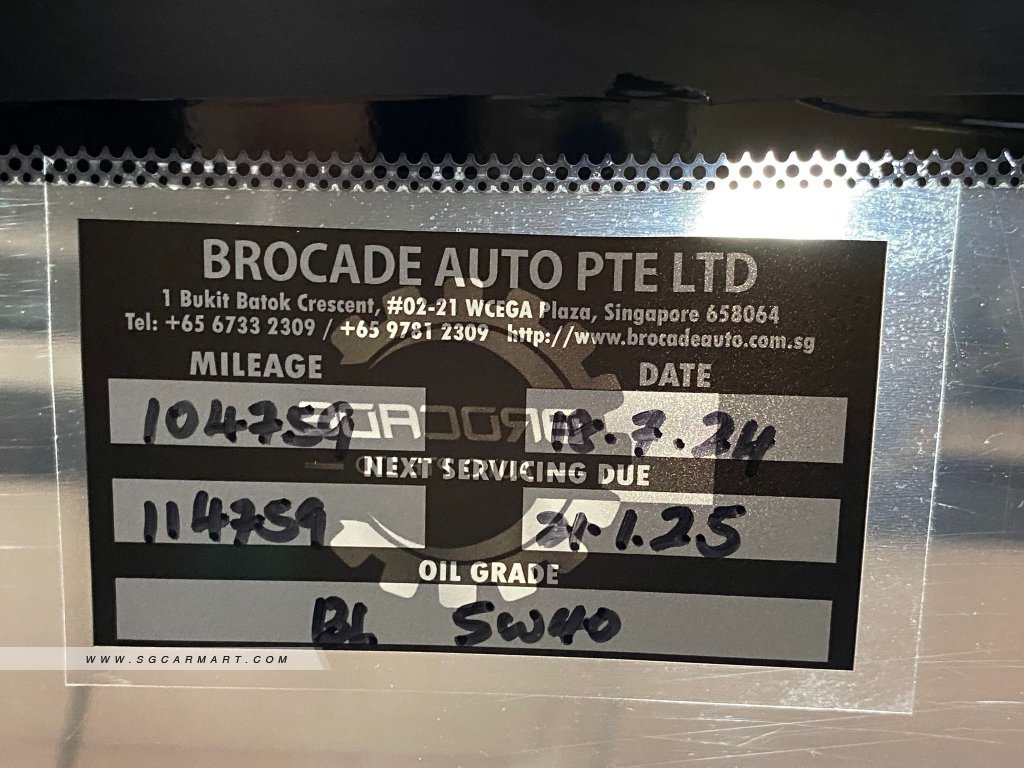 BROCADE AUTO PTE LTD
1 Bukit Batok Crescent, #02-21 WCEGA Plaza, Singapore 658064
Tel: +65 6733 2309 / +65 9781 2309 http://www.brocadeauto.com.sg
MILEAGE DATE
104759 18.7.24
NEXT SERVICING DUE
114759 21.1.25
OIL GRADE
BL 5W40
WWW.SGCARMART.COM